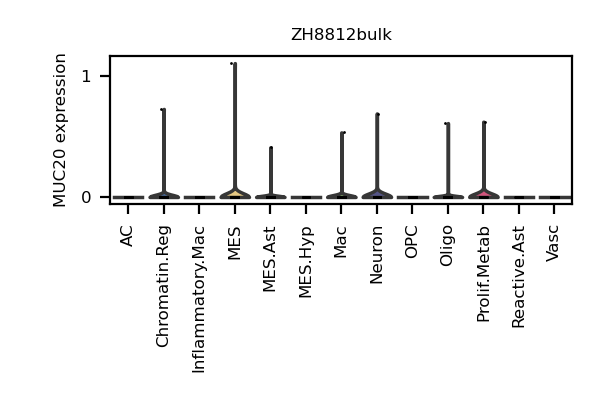 ZH8812bulk
MUC20 expression
1
0
AC
Chromatin.Reg
Inflammatory.Mac
MES
MES.Ast
MES.Hyp
Mac
Neuron
OPC
Oligo
Prolif.Metab
Reactive.Ast
Vasc